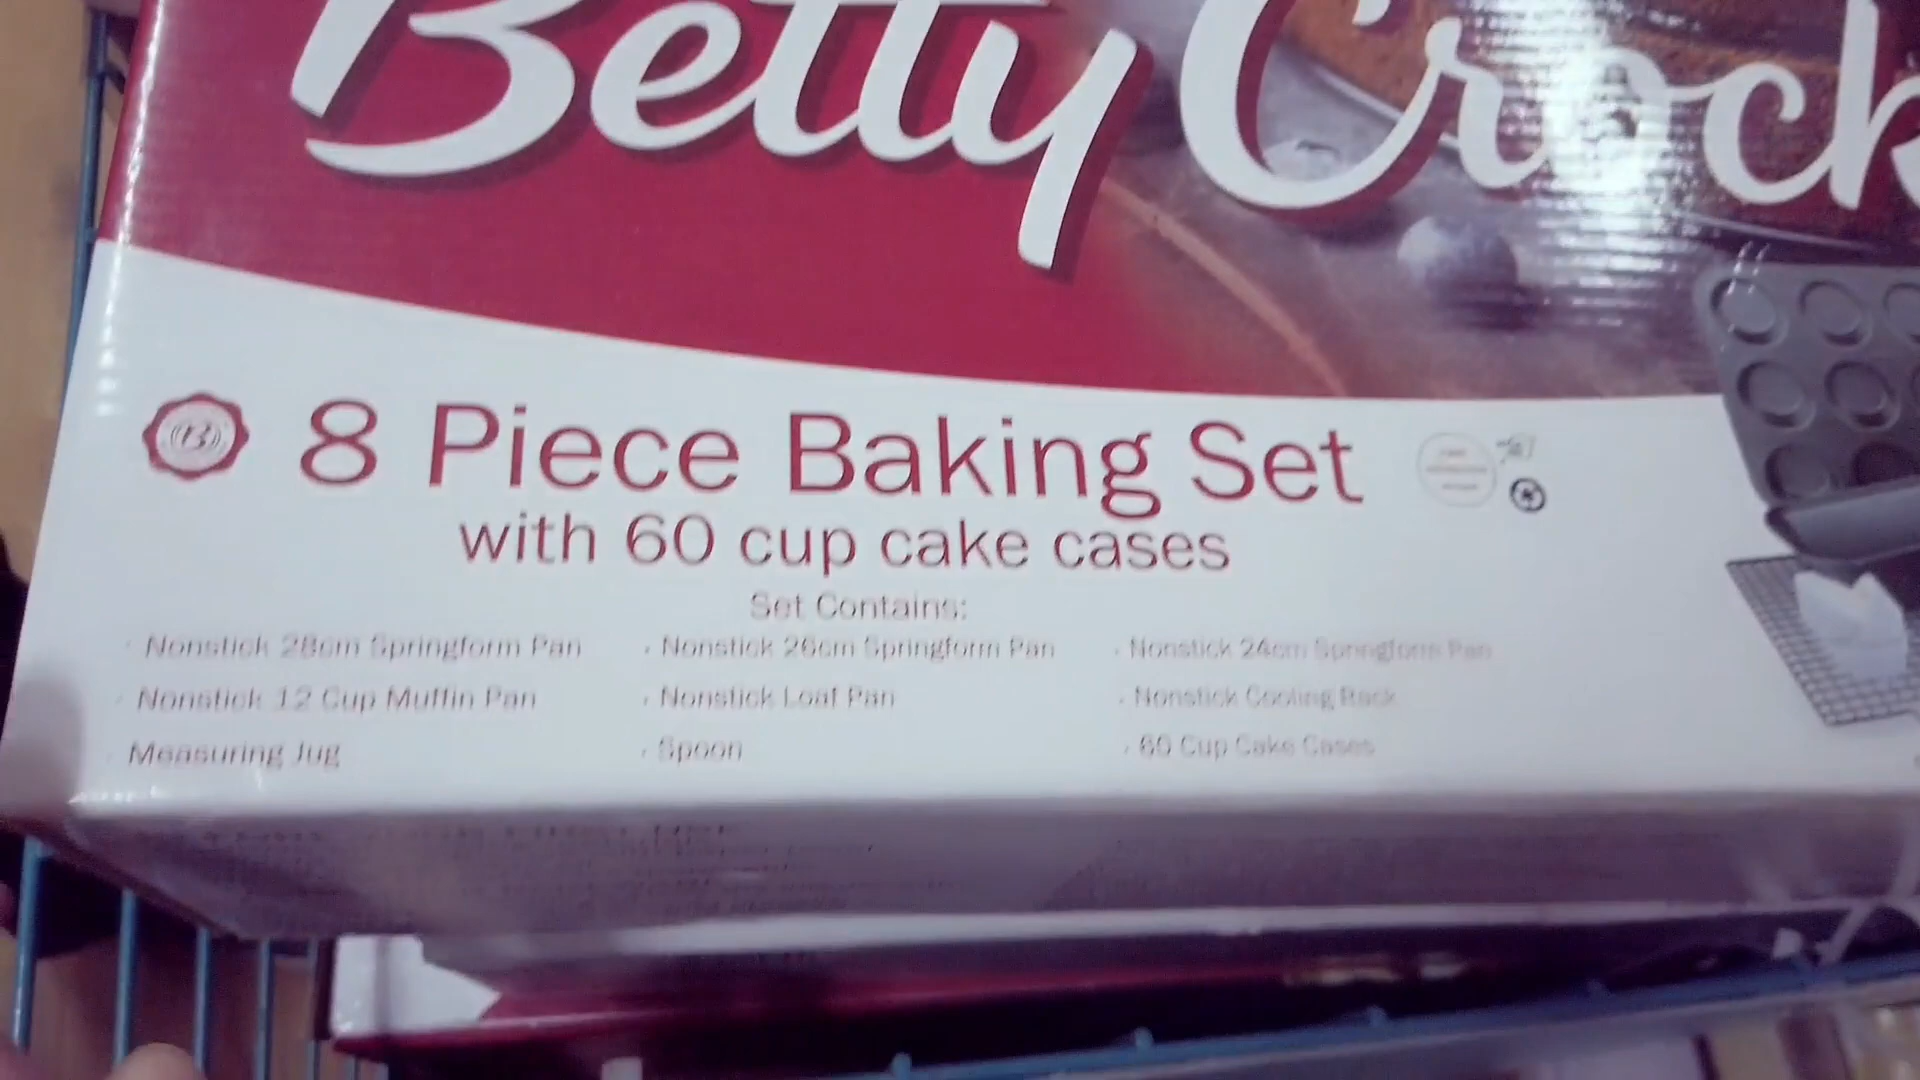 Betty Crock
8 Piece Baking Set
with 60 cup cake cases
Set Contains:
· Nonstick 28cm Springform Pan
· Nonstick 26cm Springform Pan
· Nonstick 24cm Springform Pan
· Nonstick 12 Cup Muffin Pan
· Nonstick Loaf Pan
· Nonstick Cooling Rack
· Measuring Jug
· Spoon
· 60 Cup Cake Cases